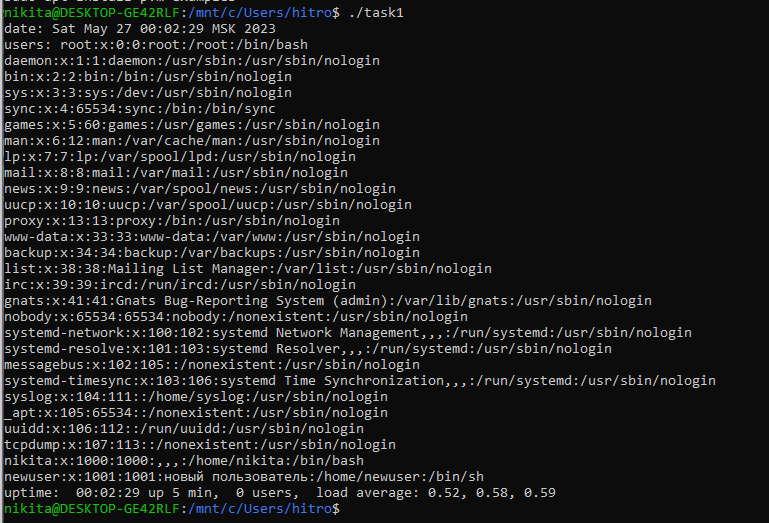 nikita@DESKTOP-GE42RLF:/mnt/c/Users/hitro$ ./task1
date: Sat May 27 00:02:29 MSK 2023
users: root:x:0:0:root:/root:/bin/bash
daemon:x:1:1:daemon:/usr/sbin:/usr/sbin/nologin
bin:x:2:2:bin:/bin:/usr/sbin/nologin
sys:x:3:3:sys:/dev:/usr/sbin/nologin
sync:x:4:65534:sync:/bin:/bin/sync
games:x:5:60:games:/usr/games:/usr/sbin/nologin
man:x:6:12:man:/var/cache/man:/usr/sbin/nologin
lp:x:7:7:lp:/var/spool/lpd:/usr/sbin/nologin
mail:x:8:8:mail:/var/mail:/usr/sbin/nologin
news:x:9:9:news:/var/spool/news:/usr/sbin/nologin
uucp:x:10:10:uucp:/var/spool/uucp:/usr/sbin/nologin
proxy:x:13:13:proxy:/bin:/usr/sbin/nologin
www-data:x:33:33:www-data:/var/www:/usr/sbin/nologin
backup:x:34:34:backup:/var/backups:/usr/sbin/nologin
list:x:38:38:Mailing List Manager:/var/list:/usr/sbin/nologin
irc:x:39:39:ircd:/run/ircd:/usr/sbin/nologin
gnats:x:41:41:Gnats Bug-Reporting System (admin):/var/lib/gnats:/usr/sbin/nologin
nobody:x:65534:65534:nobody:/nonexistent:/usr/sbin/nologin
systemd-network:x:100:102:systemd Network Management,,,:/run/systemd:/usr/sbin/nologin
systemd-resolve:x:101:103:systemd Resolver,,,:/run/systemd:/usr/sbin/nologin
messagebus:x:102:105::/nonexistent:/usr/sbin/nologin
systemd-timesync:x:103:106:systemd Time Synchronization,,,:/run/systemd:/usr/sbin/nologin
syslog:x:104:111::/home/syslog:/usr/sbin/nologin
_apt:x:105:65534::/nonexistent:/usr/sbin/nologin
uuidd:x:106:112::/run/uuidd:/usr/sbin/nologin
tcpdump:x:107:113::/nonexistent:/usr/sbin/nologin
nikita:x:1000:1000:,,,:/home/nikita:/bin/bash
newuser:x:1001:1001:новый пользователь:/home/newuser:/bin/sh
uptime:  00:02:29 up 5 min,  0 users,  load average: 0.52, 0.58, 0.59
nikita@DESKTOP-GE42RLF:/mnt/c/Users/hitro$